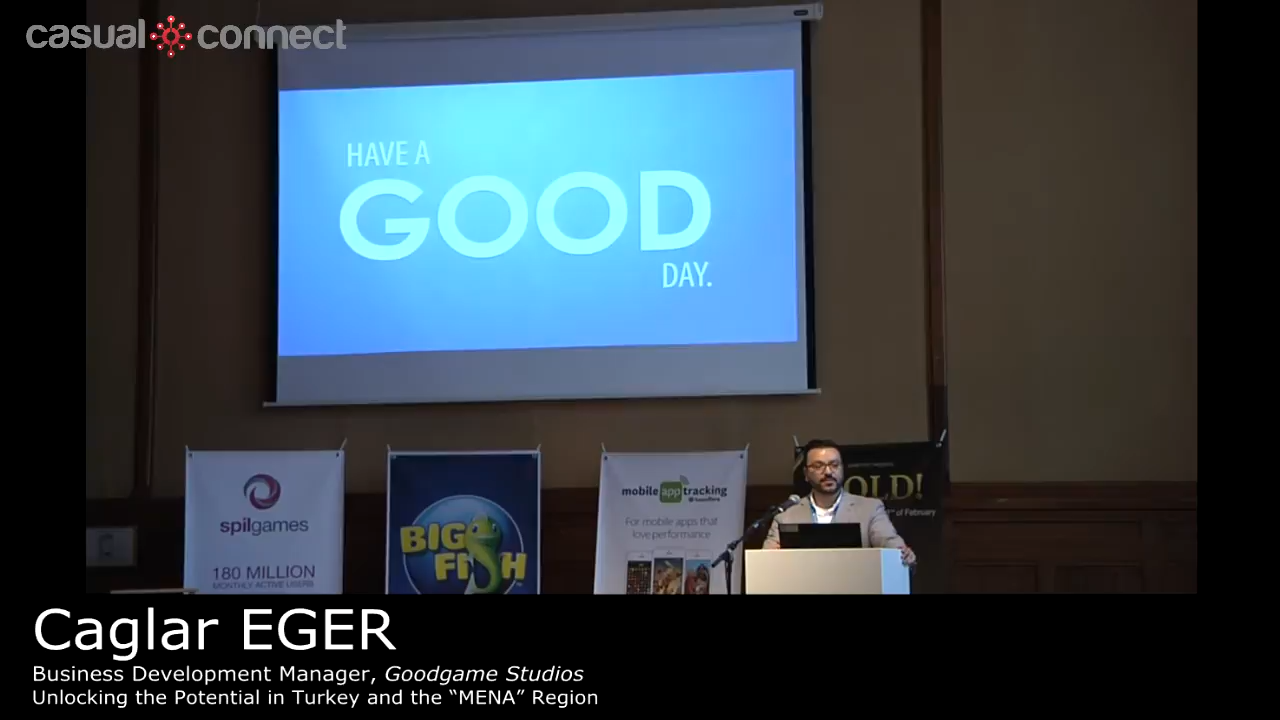 casual connect
HAVE A
GOOD
DAY.
spilgames
180 MILLION
MONTHLY ACTIVE USERS
BIG
FISH
mobile app tracking
For mobile apps that
love performance
OLD!
of February
Caglar EGER
Business Development Manager, Goodgame Studios
Unlocking the Potential in Turkey and the “MENA” Region